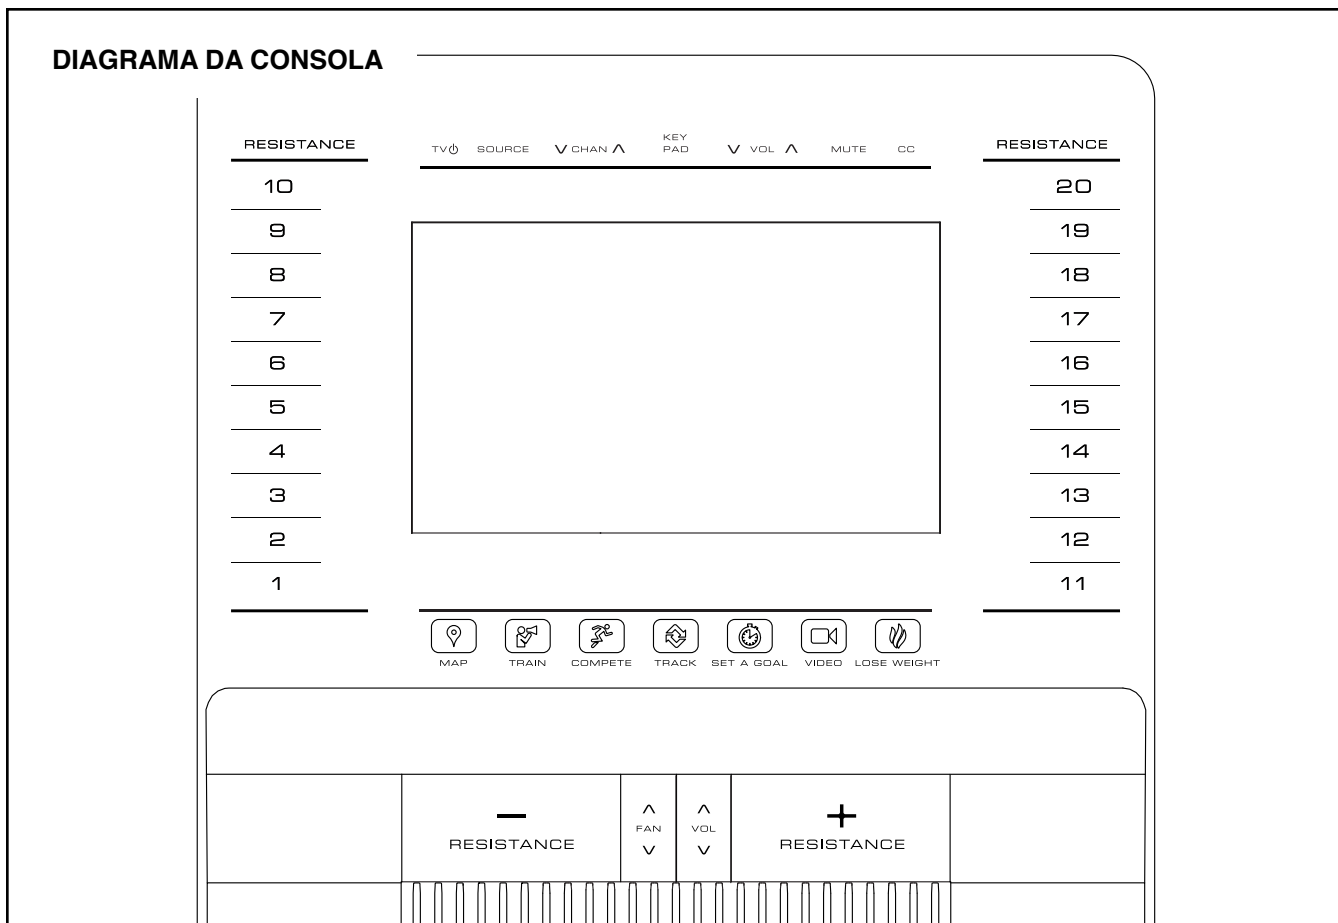 DIAGRAMA DA CONSOLA
RESISTANCE
10
9
8
7
6
5
4
3
2
1
TV SOURCE CHAN KEY PAD VOL MUTE CC
RESISTANCE
20
19
18
17
16
15
14
13
12
11
MAP TRAIN COMPETE TRACK SET A GOAL VIDEO LOSE WEIGHT
− RESISTANCE
FAN
VOL
+ RESISTANCE